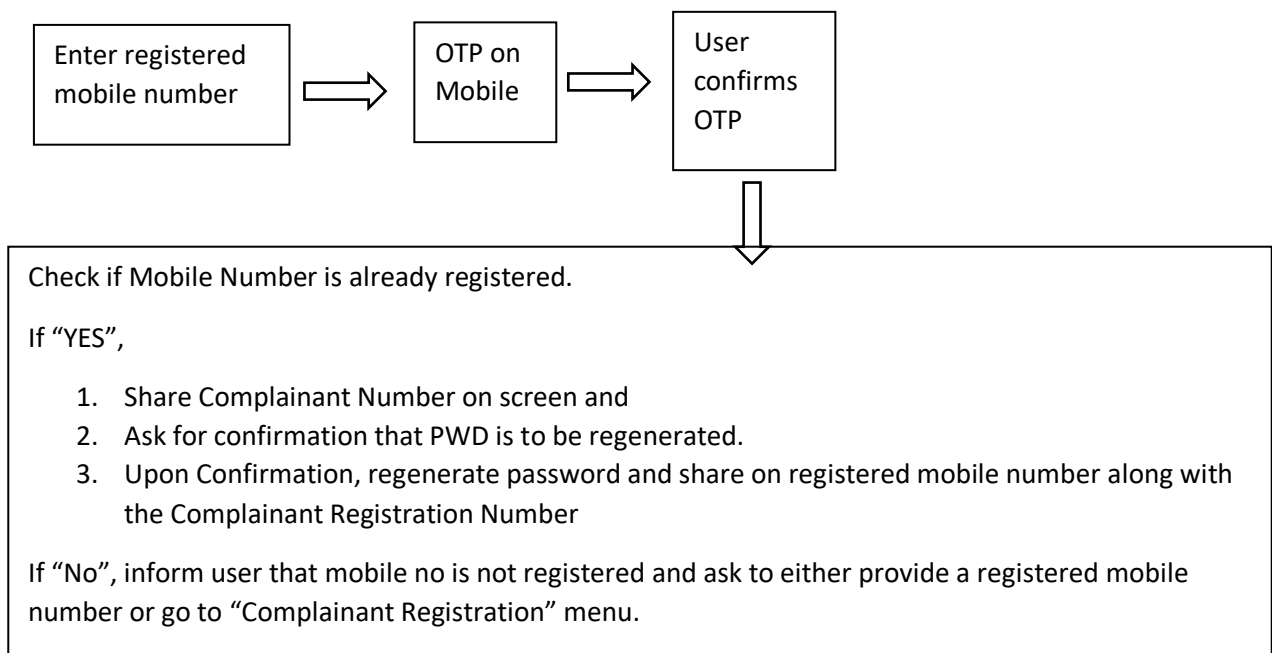 Enter registered
mobile number
OTP on
Mobile
User
confirms
OTP
Check if Mobile Number is already registered.
If “YES”,
1. Share Complainant Number on screen and
2. Ask for confirmation that PWD is to be regenerated.
3. Upon Confirmation, regenerate password and share on registered mobile number along with
the Complainant Registration Number
If “No”, inform user that mobile no is not registered and ask to either provide a registered mobile
number or go to “Complainant Registration” menu.